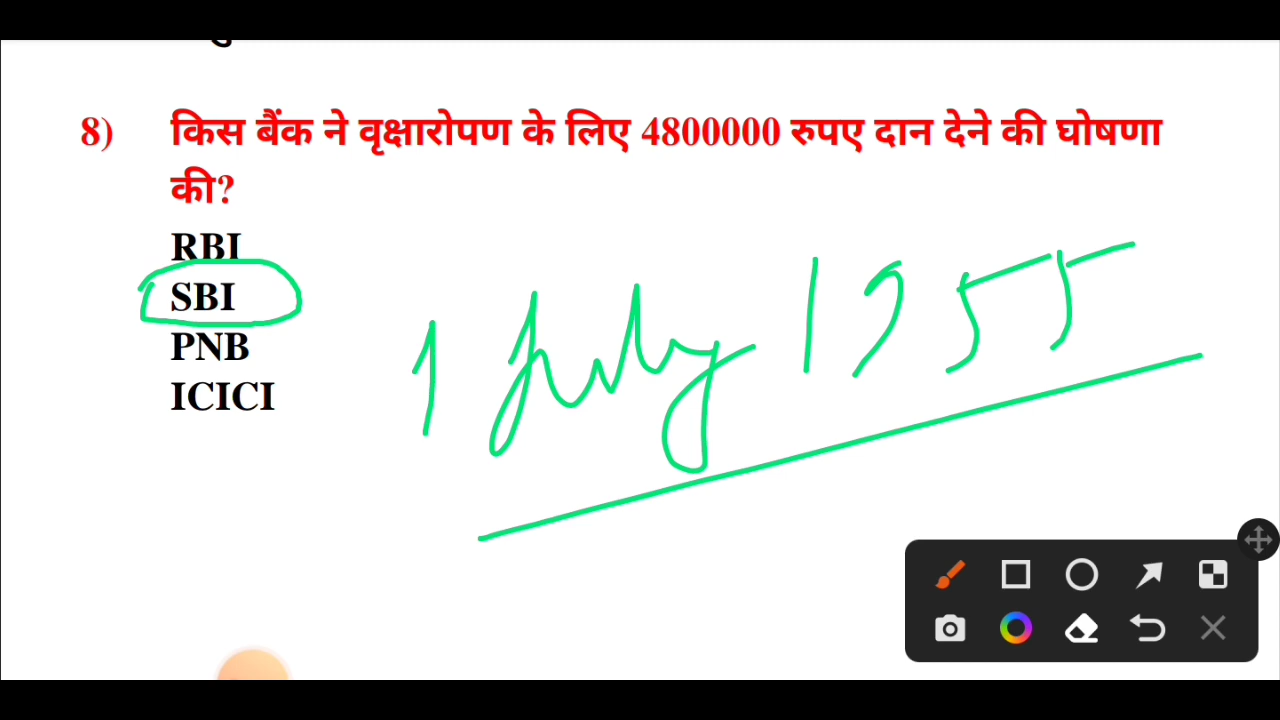 8) किस बैंक ने वृक्षारोपण के लिए 4800000 रुपए दान देने की घोषणा
की?
RBI
SBI
PNB
ICICI
1 July 1955